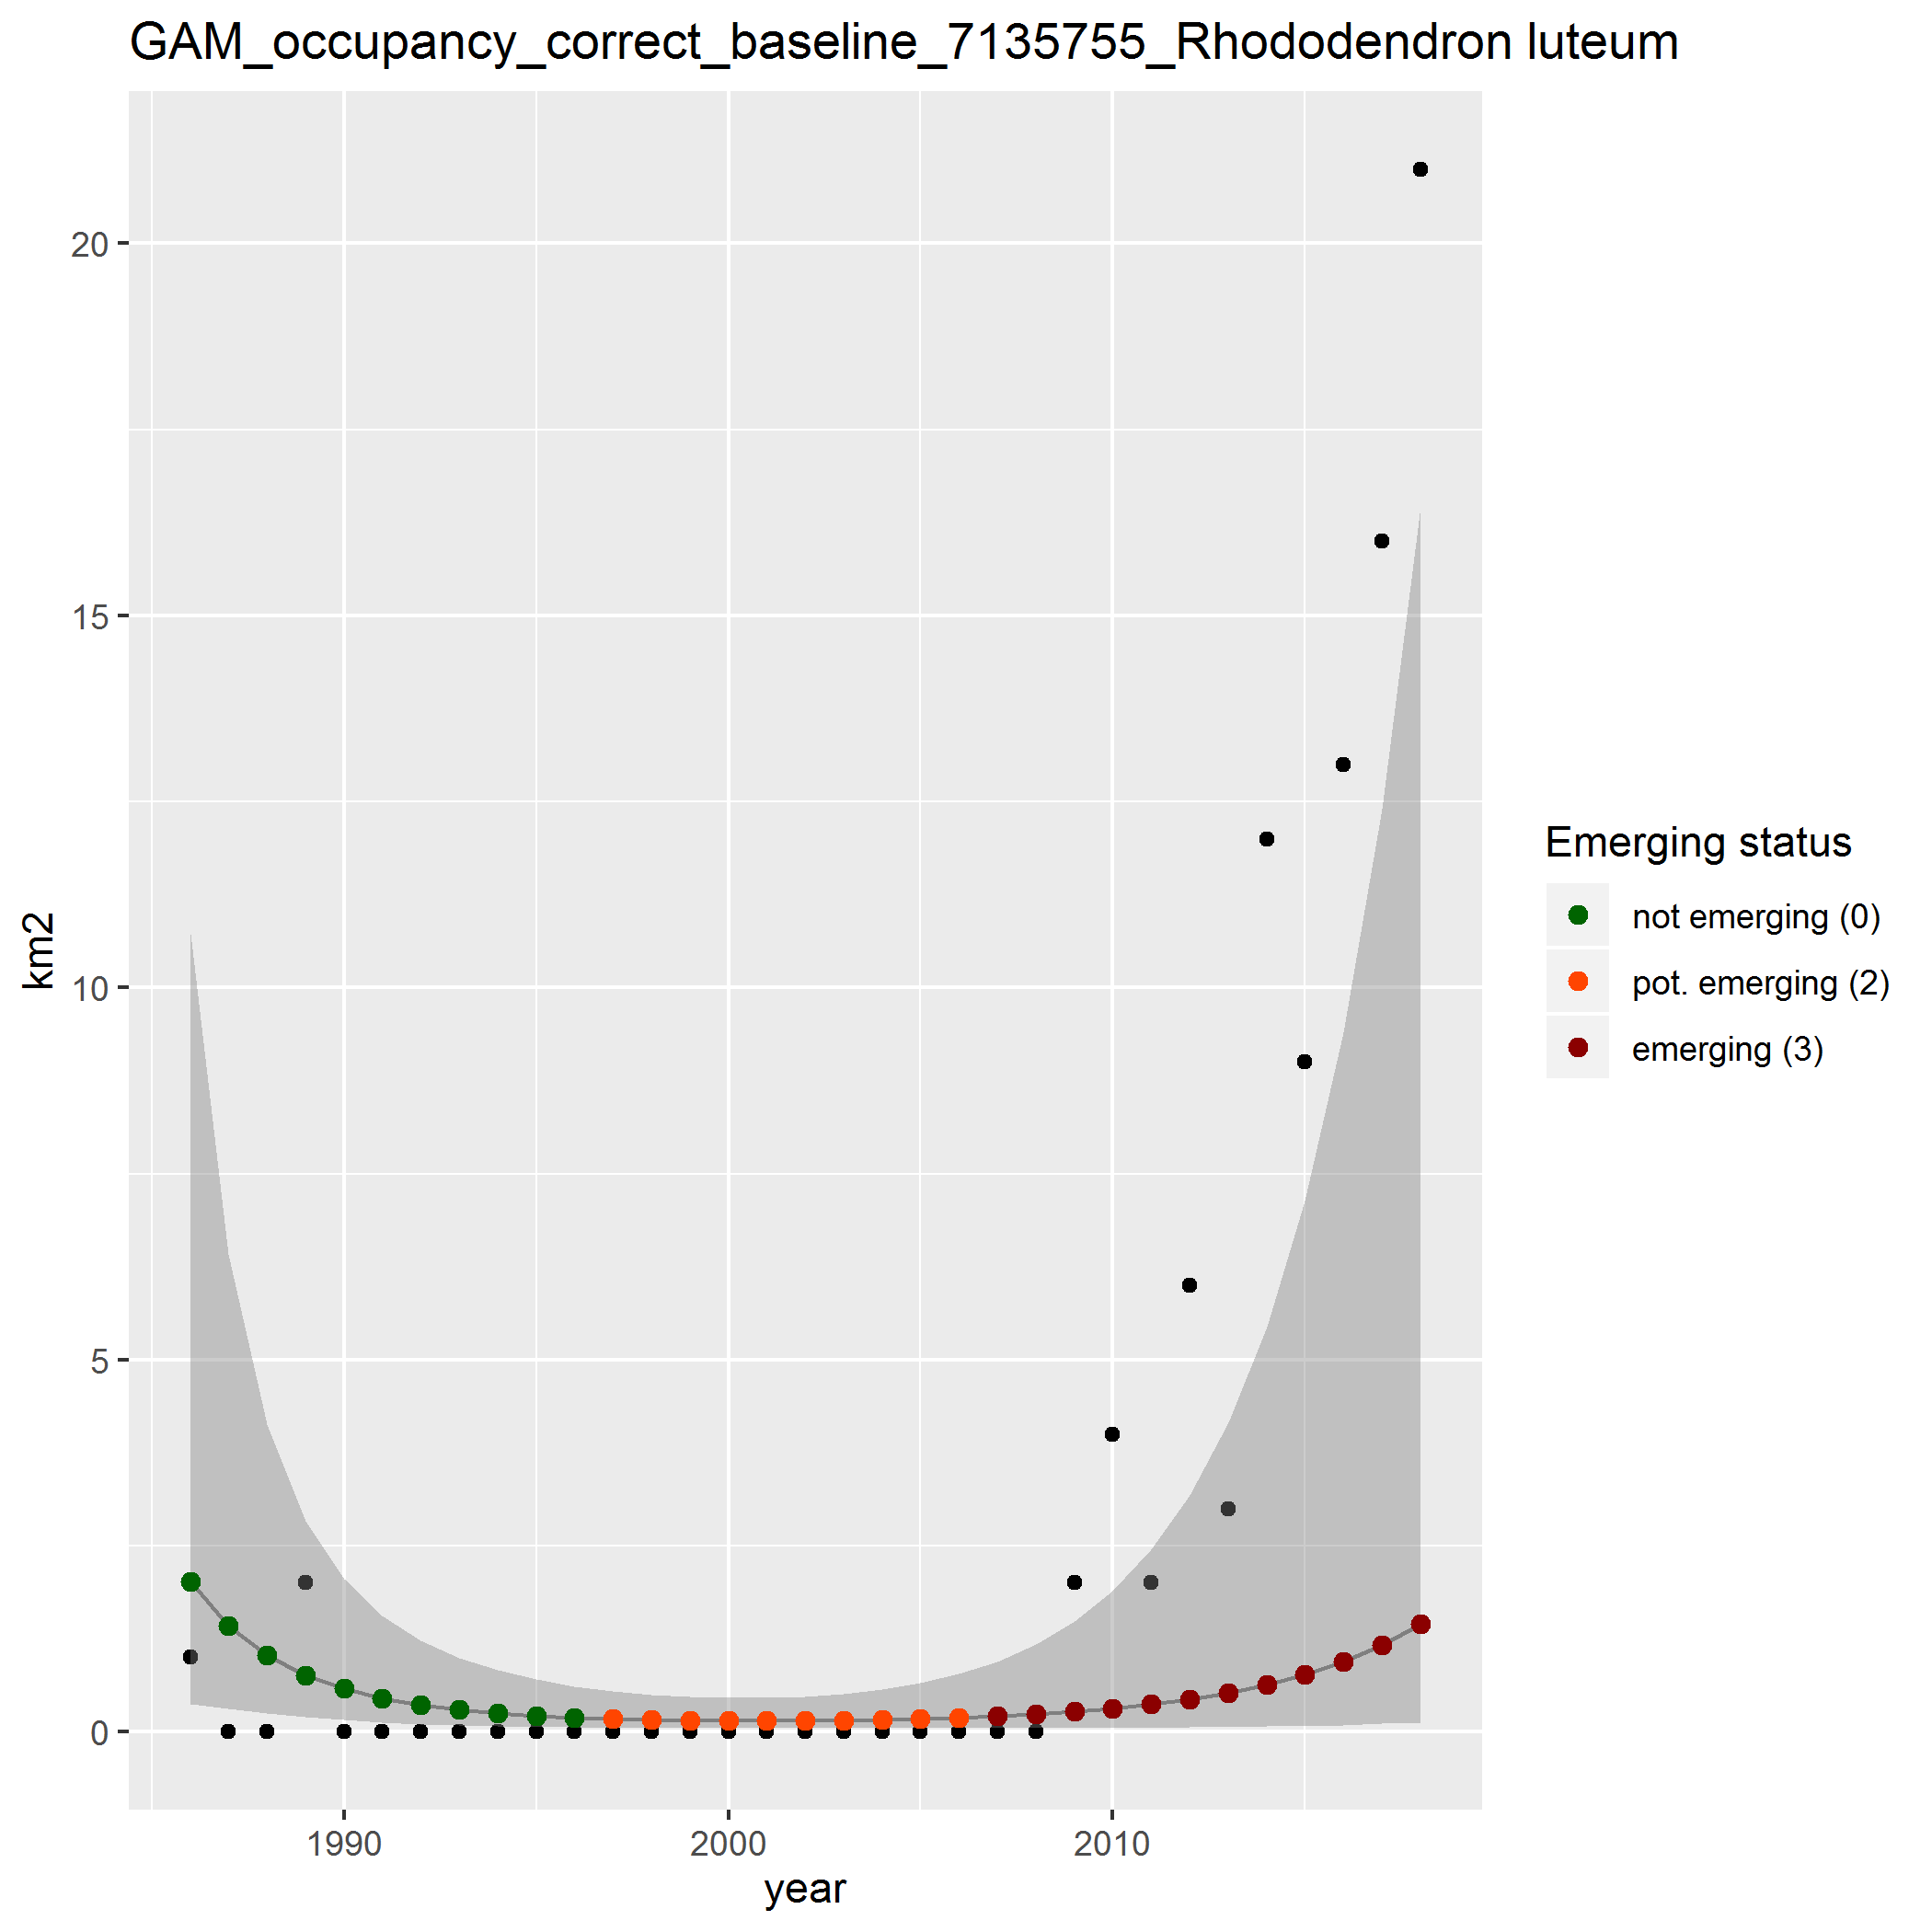 GAM_occupancy_correct_baseline_7135755_Rhododendron luteum
20
15
10
5
0
km2
1990
2000
2010
year
Emerging status
not emerging (0)
pot. emerging (2)
emerging (3)